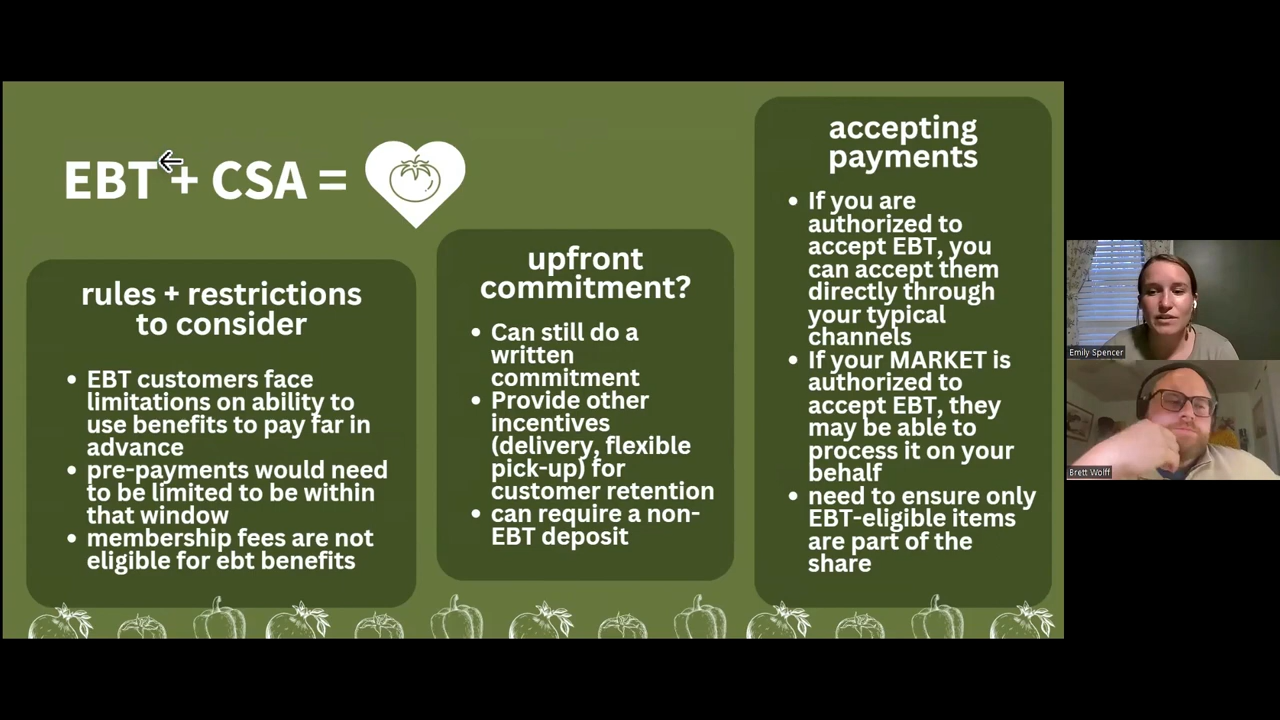 EBT + CSA =
rules + restrictions
to consider
• EBT customers face
limitations on ability to
use benefits to pay far in
advance
• pre-payments would need
to be limited to be within
that window
• membership fees are not
eligible for ebt benefits
upfront
commitment?
• Can still do a
written
commitment
• Provide other
incentives
(delivery, flexible
pick-up) for
customer retention
• can require a non-
EBT deposit
accepting
payments
• If you are
authorized to
accept EBT, you
can accept them
directly through
your typical
channels
• If your MARKET is
authorized to
accept EBT, they
may be able to
process it on your
behalf
• need to ensure only
EBT-eligible items
are part of the
share
Emily Spencer
Brett Wolff